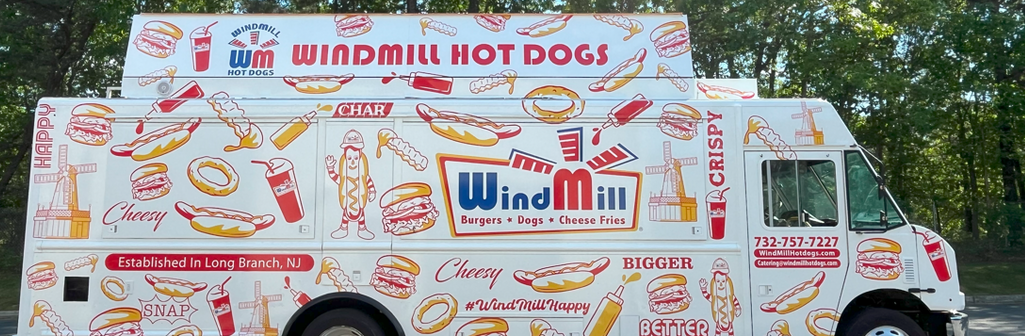 WINDMILL
WM
HOT DOGS
WINDMILL HOT DOGS
HAPPY
CHAR
CRISPY
WindMill
Burgers ★ Dogs ★ Cheese Fries
Cheesy
732-757-7227
WindMillHotdogs.com
Catering@windmillhotdogs.com
Established In Long Branch, NJ
Cheesy
BIGGER
SNAP
#WindMillHappy
BETTER